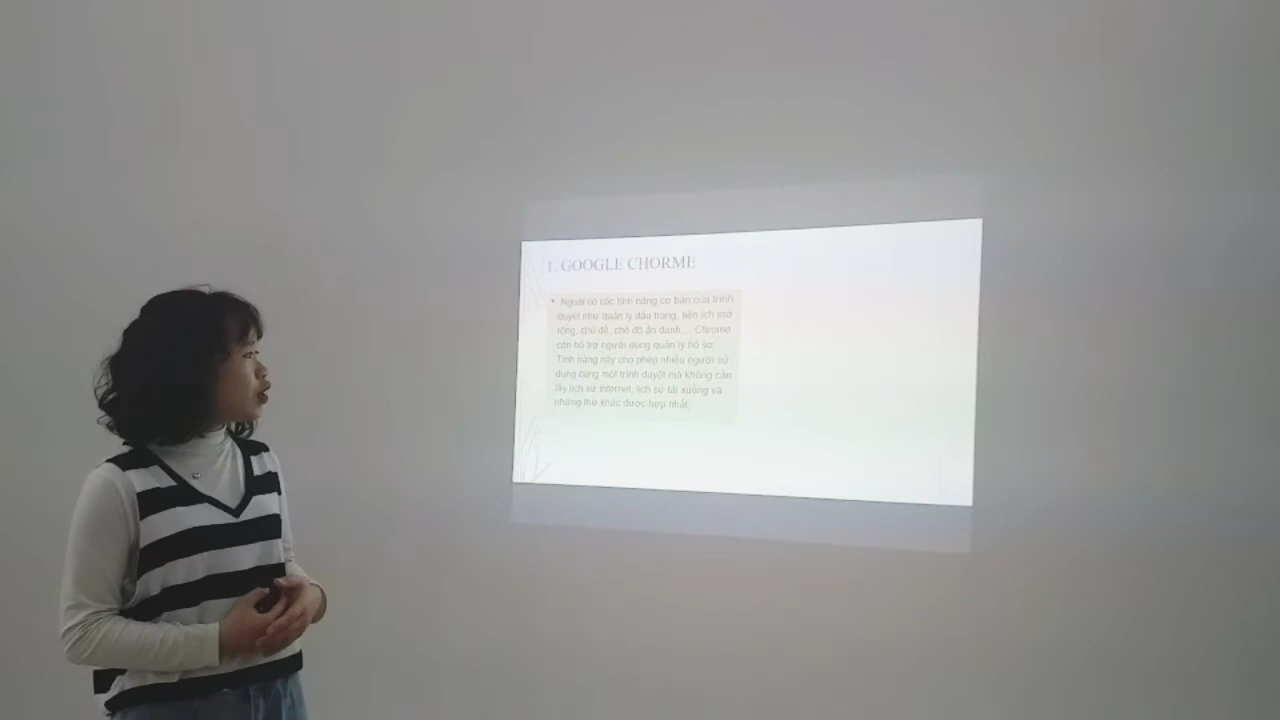 1. GOOGLE CHORME
• Ngoài có các tính năng cơ bản của trình
duyệt như quản lý dấu trang, tiện ích mở
rộng, chủ đề, chế độ ẩn danh... Chrome
còn hỗ trợ người dùng quản lý hồ sơ.
Tính năng này cho phép nhiều người sử
dụng cùng một trình duyệt mà không cần
lấy lịch sử internet, lịch sử tải xuống và
những thứ khác được hợp nhất.